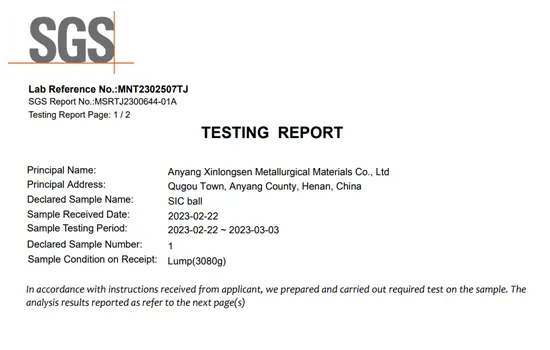 SGS
Lab Reference No.:MNT2302507TJ
SGS Report No.:MSRTJ2300644-01A
Testing Report Page: 1 / 2
TESTING REPORT
Principal Name: Anyang Xinlongsen Metallurgical Materials Co., Ltd
Principal Address: Qugou Town, Anyang County, Henan, China
Declared Sample Name: SIC ball
Sample Received Date: 2023-02-22
Sample Testing Period: 2023-02-22 ~ 2023-03-03
Declared Sample Number: 1
Sample Condition on Receipt: Lump(3080g)
In accordance with instructions received from applicant, we prepared and carried out required test on the sample. The
analysis results reported as refer to the next page(s)